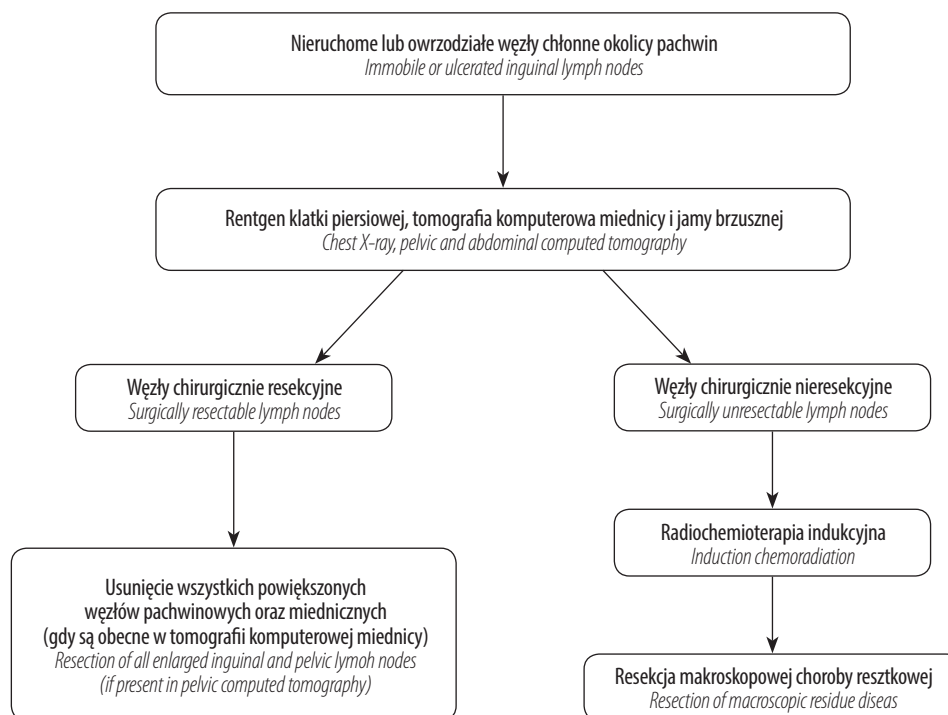 Nieruchome lub owrzodziałe węzły chłonne okolicy pachwin
Immobile or ulcerated inguinal lymph nodes
Rentgen klatki piersiowej, tomografia komputerowa miednicy i jamy brzusznej
Chest X-ray, pelvic and abdominal computed tomography
Węzły chirurgicznie resekcyjne
Surgically resectable lymph nodes
Węzły chirurgicznie nieresekcyjne
Surgically unresectable lymph nodes
Radiochemioterapia indukcyjna
Induction chemoradiation
Usunięcie wszystkich powiększonych
węzłów pachwinowych oraz miednicznych
(gdy są obecne w tomografii komputerowej miednicy)
Resection of all enlarged inguinal and pelvic lymoh nodes
(if present in pelvic computed tomography)
Resekcja makroskopowej choroby resztkowej
Resection of macroscopic residue diseas